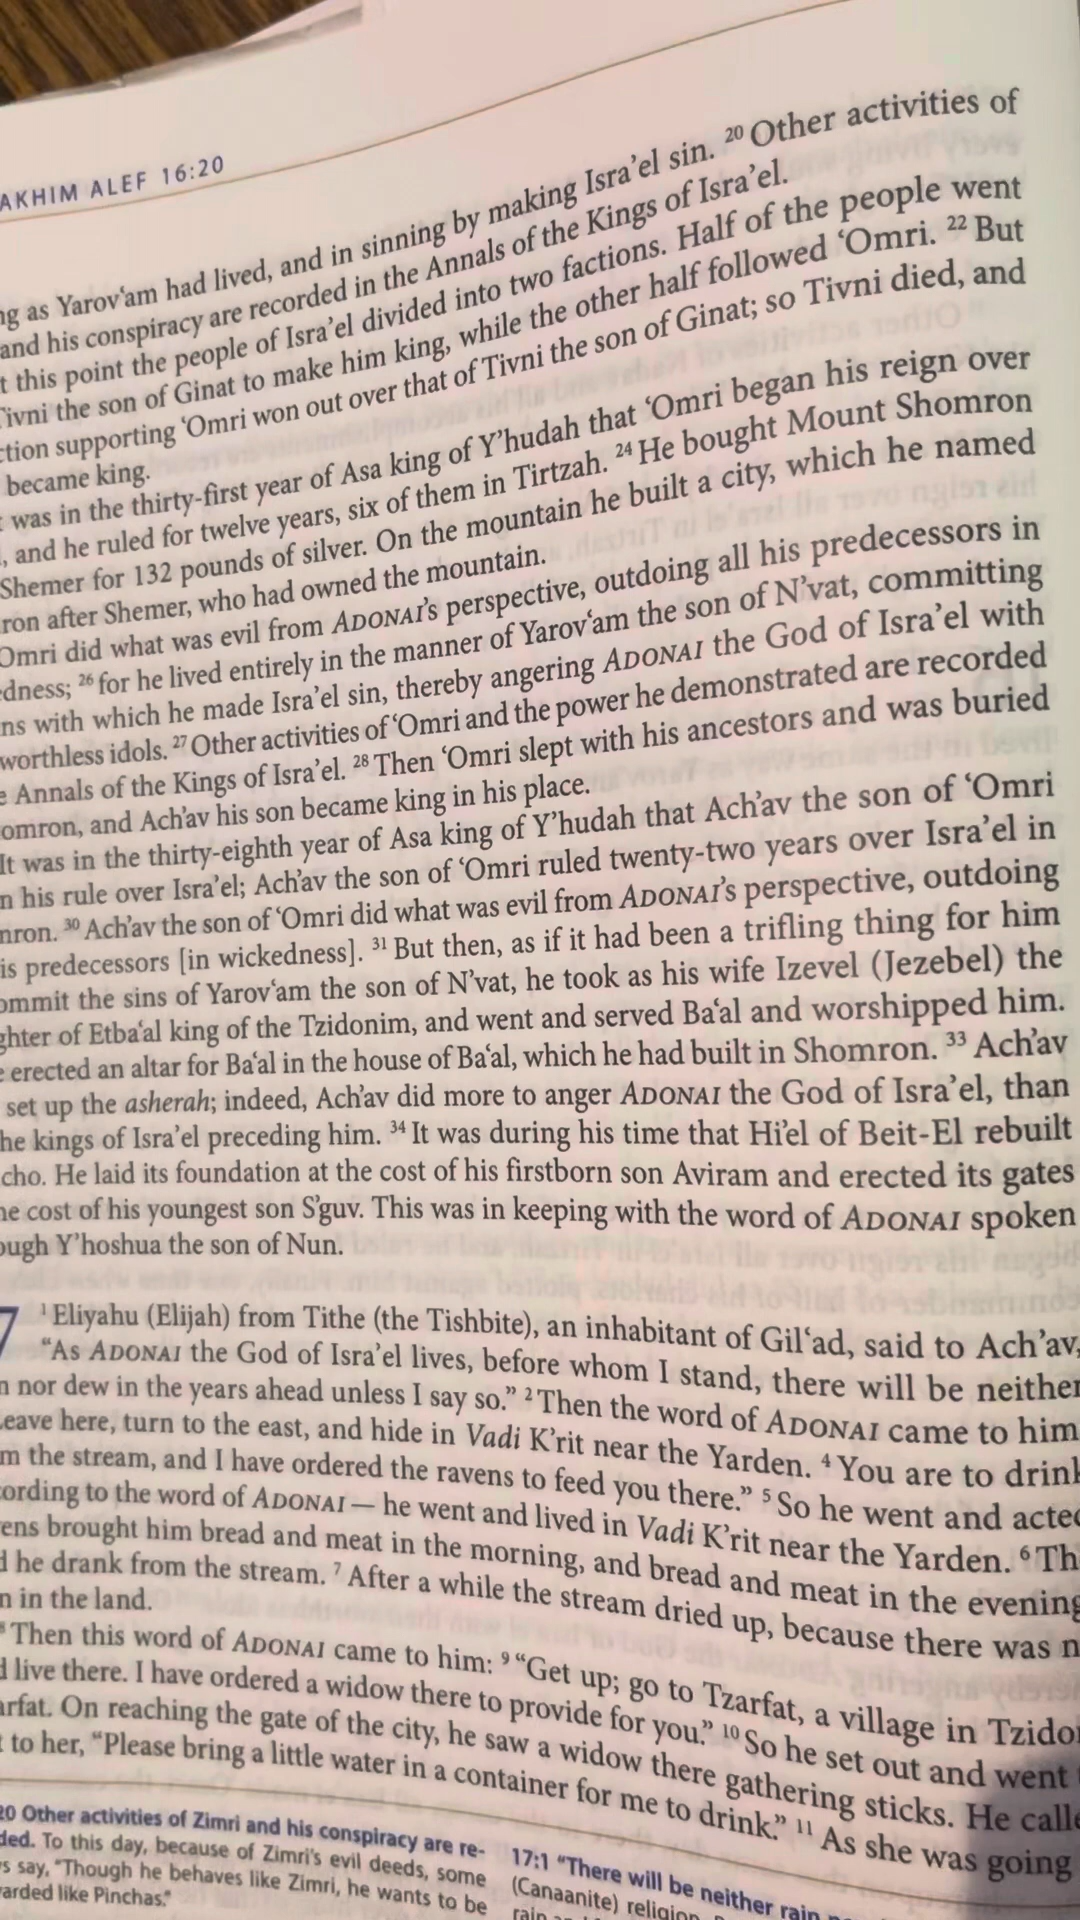 AKHIM ALEF 16:20
ng as Yarov‘am had lived, and in sinning by making Isra’el sin. 20 Other activities of
and his conspiracy are recorded in the Annals of the Kings of Isra’el.
t this point the people of Isra’el divided into two factions. Half of the people went
Tivni the son of Ginat to make him king, while the other half followed ‘Omri. 22 But
ction supporting ‘Omri won out over that of Tivni the son of Ginat; so Tivni died, and
became king.
was in the thirty-first year of Asa king of Y’hudah that ‘Omri began his reign over
, and he ruled for twelve years, six of them in Tirtzah. 24 He bought Mount Shomron
Shemer for 132 pounds of silver. On the mountain he built a city, which he named
ron after Shemer, who had owned the mountain.
Omri did what was evil from ADONAI’s perspective, outdoing all his predecessors in
edness; 26 for he lived entirely in the manner of Yarov‘am the son of N’vat, committing
ns with which he made Isra’el sin, thereby angering ADONAI the God of Isra’el with
worthless idols. 27 Other activities of ‘Omri and the power he demonstrated are recorded
e Annals of the Kings of Isra’el. 28 Then ‘Omri slept with his ancestors and was buried
omron, and Ach’av his son became king in his place.
It was in the thirty-eighth year of Asa king of Y’hudah that Ach’av the son of ‘Omri
n his rule over Isra’el; Ach’av the son of ‘Omri ruled twenty-two years over Isra’el in
mron. 30 Ach’av the son of ‘Omri did what was evil from ADONAI’s perspective, outdoing
is predecessors [in wickedness]. 31 But then, as if it had been a trifling thing for him
ommit the sins of Yarov‘am the son of N’vat, he took as his wife Izevel (Jezebel) the
ghter of Etba‘al king of the Tzidonim, and went and served Ba‘al and worshipped him.
e erected an altar for Ba‘al in the house of Ba‘al, which he had built in Shomron. 33 Ach’av
set up the asherah; indeed, Ach’av did more to anger ADONAI the God of Isra’el, than
he kings of Isra’el preceding him. 34 It was during his time that Hi’el of Beit-El rebuilt
cho. He laid its foundation at the cost of his firstborn son Aviram and erected its gates
he cost of his youngest son S’guv. This was in keeping with the word of ADONAI spoken
ough Y’hoshua the son of Nun.
7 1 Eliyahu (Elijah) from Tithe (the Tishbite), an inhabitant of Gil‘ad, said to Ach’av,
“As ADONAI the God of Isra’el lives, before whom I stand, there will be neither
n nor dew in the years ahead unless I say so.” 2 Then the word of ADONAI came to him
Leave here, turn to the east, and hide in Vadi K’rit near the Yarden. 4 You are to drink
m the stream, and I have ordered the ravens to feed you there.” 5 So he went and acted
cording to the word of ADONAI — he went and lived in Vadi K’rit near the Yarden. 6 Th
ens brought him bread and meat in the morning, and bread and meat in the evening
d he drank from the stream. 7 After a while the stream dried up, because there was n
n in the land.
8 Then this word of ADONAI came to him: 9 “Get up; go to Tzarfat, a village in Tzido
d live there. I have ordered a widow there to provide for you.” 10 So he set out and went
arfat. On reaching the gate of the city, he saw a widow there gathering sticks. He calle
t to her, “Please bring a little water in a container for me to drink.” 11 As she was going
20 Other activities of Zimri and his conspiracy are re-
ded. To this day, because of Zimri’s evil deeds, some
s say, “Though he behaves like Zimri, he wants to be
arded like Pinchas.”
17:1 “There will be neither rain
(Canaanite) religion
rain